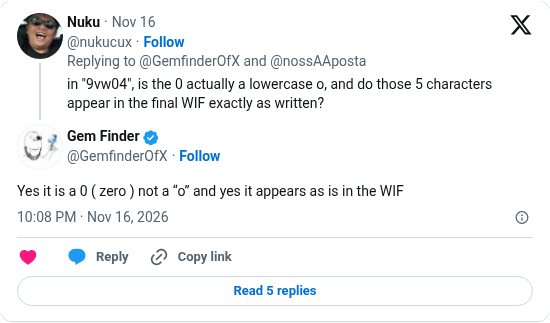 Nuku · Nov 16
@nukucux · Follow
Replying to @GemfinderOfX and @nossAAposta
in "9vw04", is the 0 actually a lowercase o, and do those 5 characters
appear in the final WIF exactly as written?
Gem Finder
@GemfinderOfX · Follow
Yes it is a 0 ( zero ) not a “o” and yes it appears as is in the WIF
10:08 PM · Nov 16, 2026
Reply
Copy link
Read 5 replies